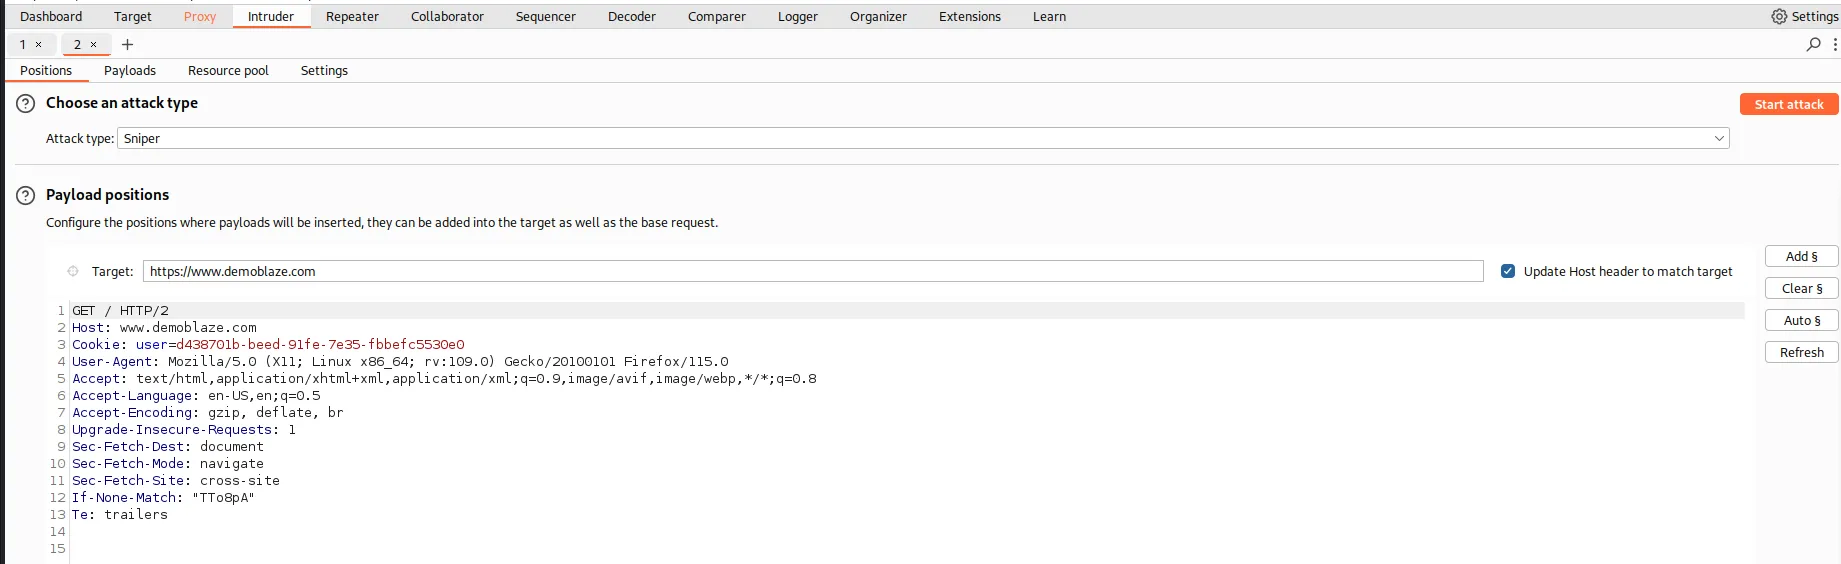 Dashboard Target Proxy Intruder Repeater Collaborator Sequencer Decoder Comparer Logger Organizer Extensions Learn Settings
1 × 2 × +
Positions Payloads Resource pool Settings
? Choose an attack type Start attack
Attack type: Sniper
? Payload positions
Configure the positions where payloads will be inserted, they can be added into the target as well as the base request.
Target: https://www.demoblaze.com Update Host header to match target
Add §
Clear §
Auto §
Refresh
1 GET / HTTP/2
2 Host: www.demoblaze.com
3 Cookie: user=d438701b-beed-91fe-7e35-fbbefc5530e0
4 User-Agent: Mozilla/5.0 (X11; Linux x86_64; rv:109.0) Gecko/20100101 Firefox/115.0
5 Accept: text/html,application/xhtml+xml,application/xml;q=0.9,image/avif,image/webp,*/*;q=0.8
6 Accept-Language: en-US,en;q=0.5
7 Accept-Encoding: gzip, deflate, br
8 Upgrade-Insecure-Requests: 1
9 Sec-Fetch-Dest: document
10 Sec-Fetch-Mode: navigate
11 Sec-Fetch-Site: cross-site
12 If-None-Match: "TTo8pA"
13 Te: trailers
14
15